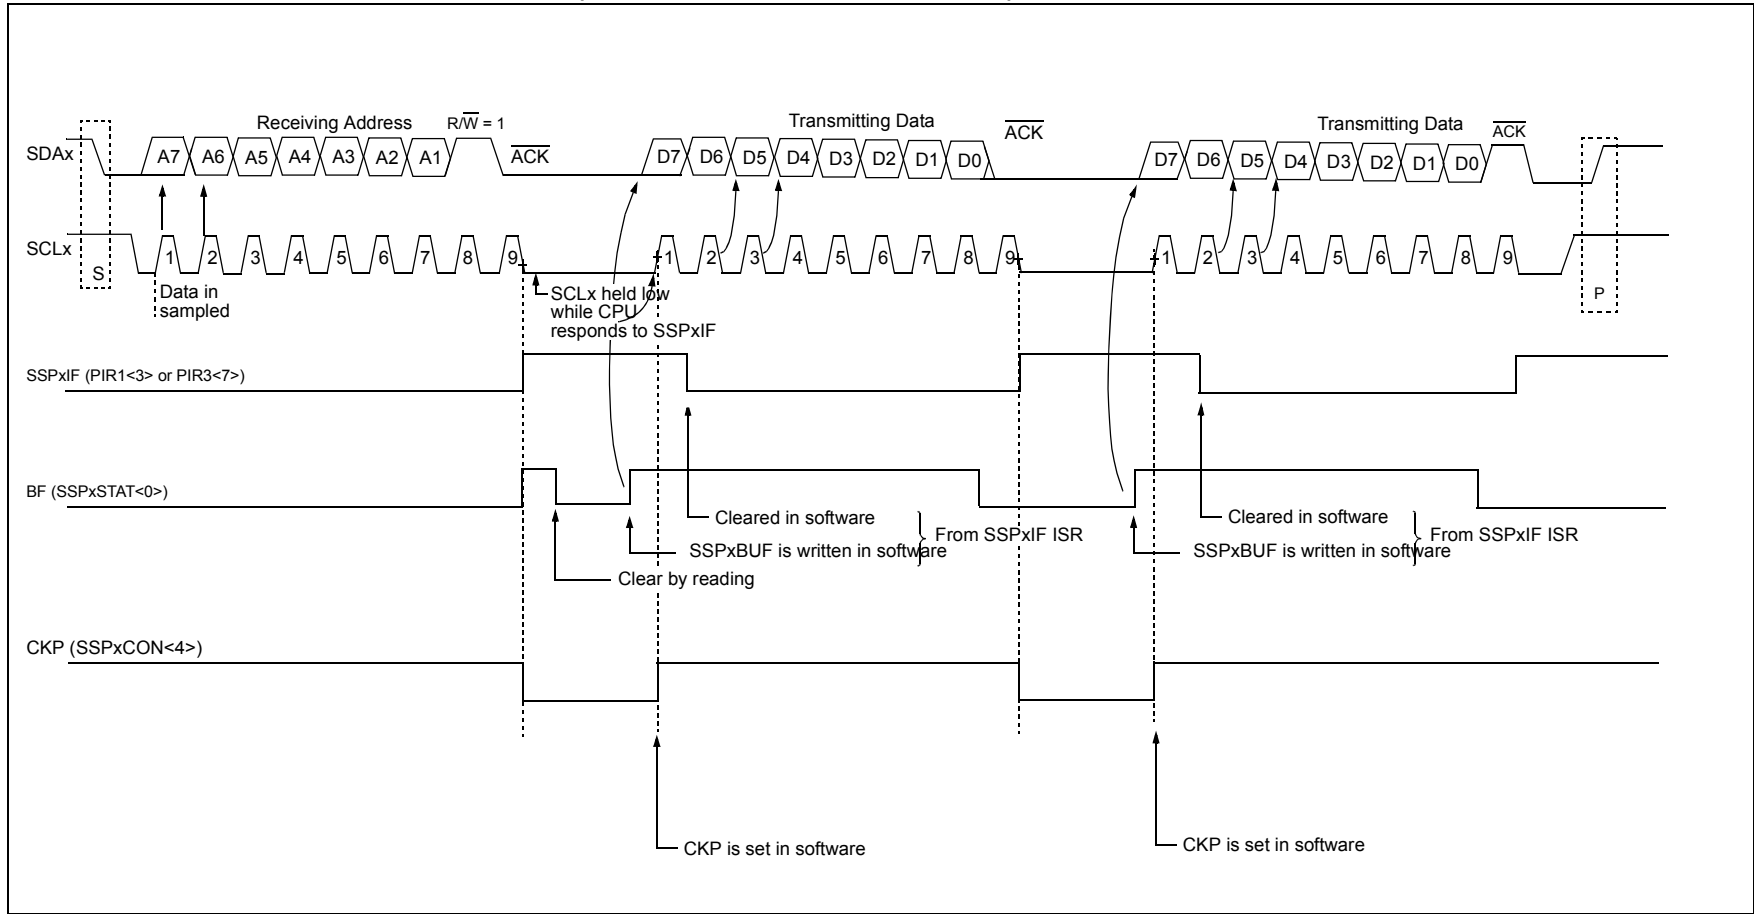 Receiving Address R/W = 1
Transmitting Data
ACK
Transmitting Data
ACK
SDAx
A7 A6 A5 A4 A3 A2 A1
ACK
D7 D6 D5 D4 D3 D2 D1 D0
D7 D6 D5 D4 D3 D2 D1 D0
SCLx
1 2 3 4 5 6 7 8 9
1 2 3 4 5 6 7 8 9
1 2 3 4 5 6 7 8 9
S
P
Data in
sampled
SCLx held low
while CPU
responds to SSPxIF
SSPxIF (PIR1<3> or PIR3<7>)
BF (SSPxSTAT<0>)
Cleared in software
From SSPxIF ISR
SSPxBUF is written in software
Clear by reading
Cleared in software
From SSPxIF ISR
SSPxBUF is written in software
CKP (SSPxCON<4>)
CKP is set in software
CKP is set in software